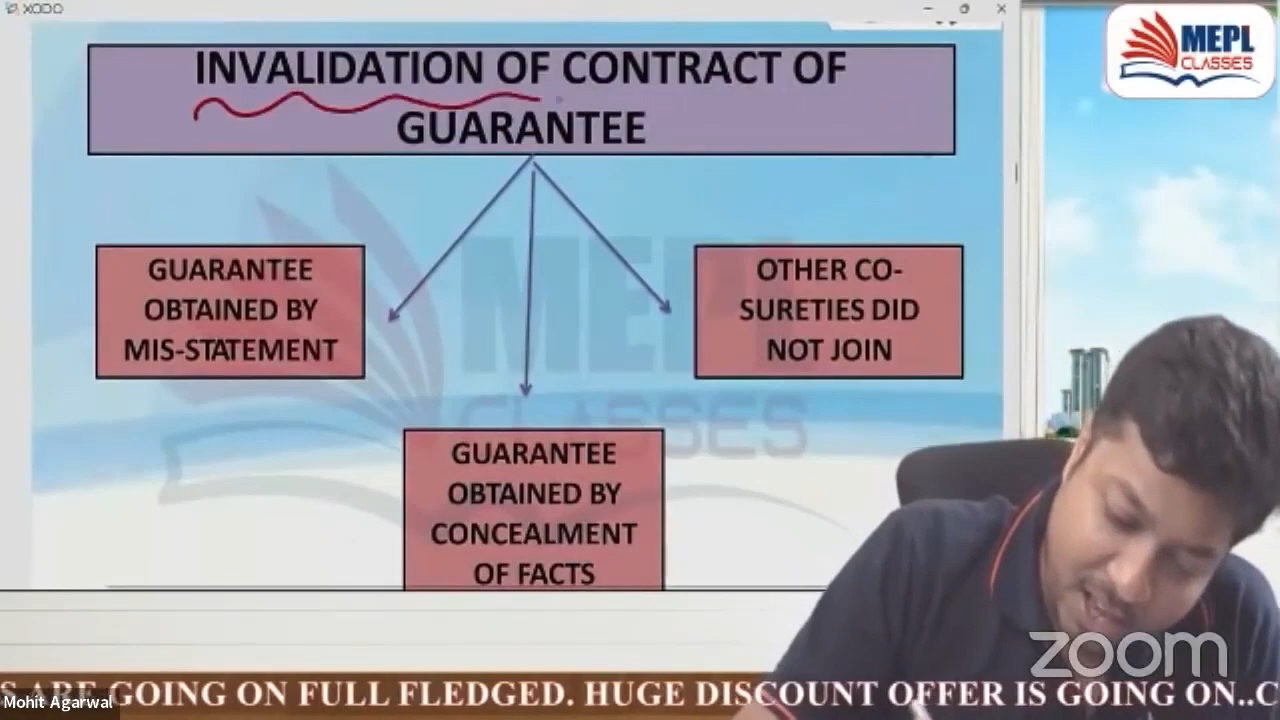 XODO
MEPL
CLASSES
INVALIDATION OF CONTRACT OF
GUARANTEE
GUARANTEE
OBTAINED BY
MIS-STATEMENT
OTHER CO-
SURETIES DID
NOT JOIN
MEPL
CLASSES
GUARANTEE
OBTAINED BY
CONCEALMENT
OF FACTS
zoom
S ARE GOING ON FULL FLEDGED. HUGE DISCOUNT OFFER IS GOING ON..C
Mohit Agarwal